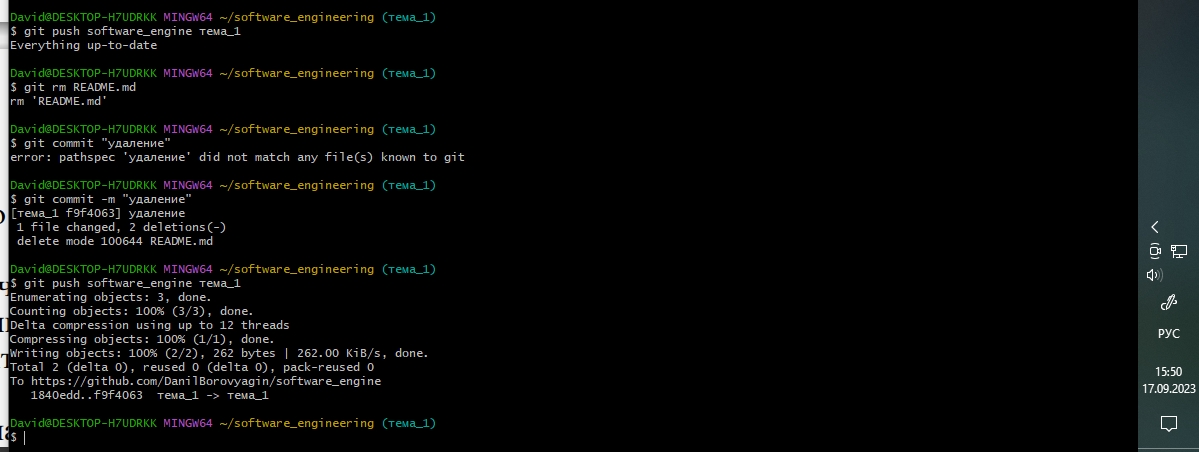 David@DESKTOP-H7UDRKK MINGW64 ~/software_engineering (тема_1)
$ git push software_engine тема_1
Everything up-to-date
David@DESKTOP-H7UDRKK MINGW64 ~/software_engineering (тема_1)
$ git rm README.md
rm 'README.md'
David@DESKTOP-H7UDRKK MINGW64 ~/software_engineering (тема_1)
$ git commit "удаление"
error: pathspec 'удаление' did not match any file(s) known to git
David@DESKTOP-H7UDRKK MINGW64 ~/software_engineering (тема_1)
$ git commit -m "удаление"
[тема_1 f9f4063] удаление
1 file changed, 2 deletions(-)
delete mode 100644 README.md
David@DESKTOP-H7UDRKK MINGW64 ~/software_engineering (тема_1)
$ git push software_engine тема_1
Enumerating objects: 3, done.
Counting objects: 100% (3/3), done.
Delta compression using up to 12 threads
Compressing objects: 100% (1/1), done.
Writing objects: 100% (2/2), 262 bytes | 262.00 KiB/s, done.
Total 2 (delta 0), reused 0 (delta 0), pack-reused 0
To https://github.com/DanilBorovyagin/software_engine
1840edd..f9f4063  тема_1 -> тема_1
David@DESKTOP-H7UDRKK MINGW64 ~/software_engineering (тема_1)
$
РУС
15:50
17.09.2023